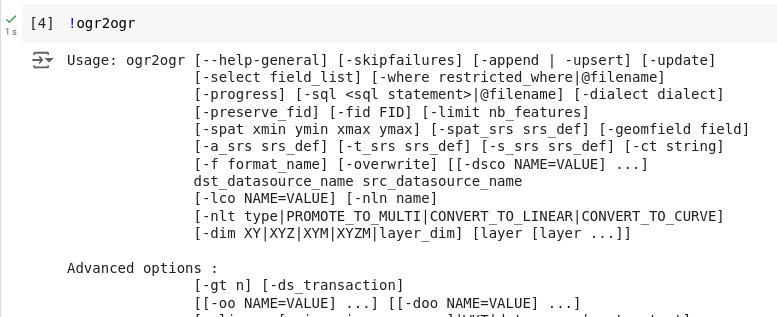 [4] !ogr2ogr
1 s
Usage: ogr2ogr [--help-general] [-skipfailures] [-append | -upsert] [-update]
[-select field_list] [-where restricted_where|@filename]
[-progress] [-sql <sql statement>|@filename] [-dialect dialect]
[-preserve_fid] [-fid FID] [-limit nb_features]
[-spat xmin ymin xmax ymax] [-spat_srs srs_def] [-geomfield field]
[-a_srs srs_def] [-t_srs srs_def] [-s_srs srs_def] [-ct string]
[-f format_name] [-overwrite] [[-dsco NAME=VALUE] ...]
dst_datasource_name src_datasource_name
[-lco NAME=VALUE] [-nln name]
[-nlt type|PROMOTE_TO_MULTI|CONVERT_TO_LINEAR|CONVERT_TO_CURVE]
[-dim XY|XYZ|XYM|XYZM|layer_dim] [layer [layer ...]]
Advanced options :
[-gt n] [-ds_transaction]
[[-oo NAME=VALUE] ...] [[-doo NAME=VALUE] ...]